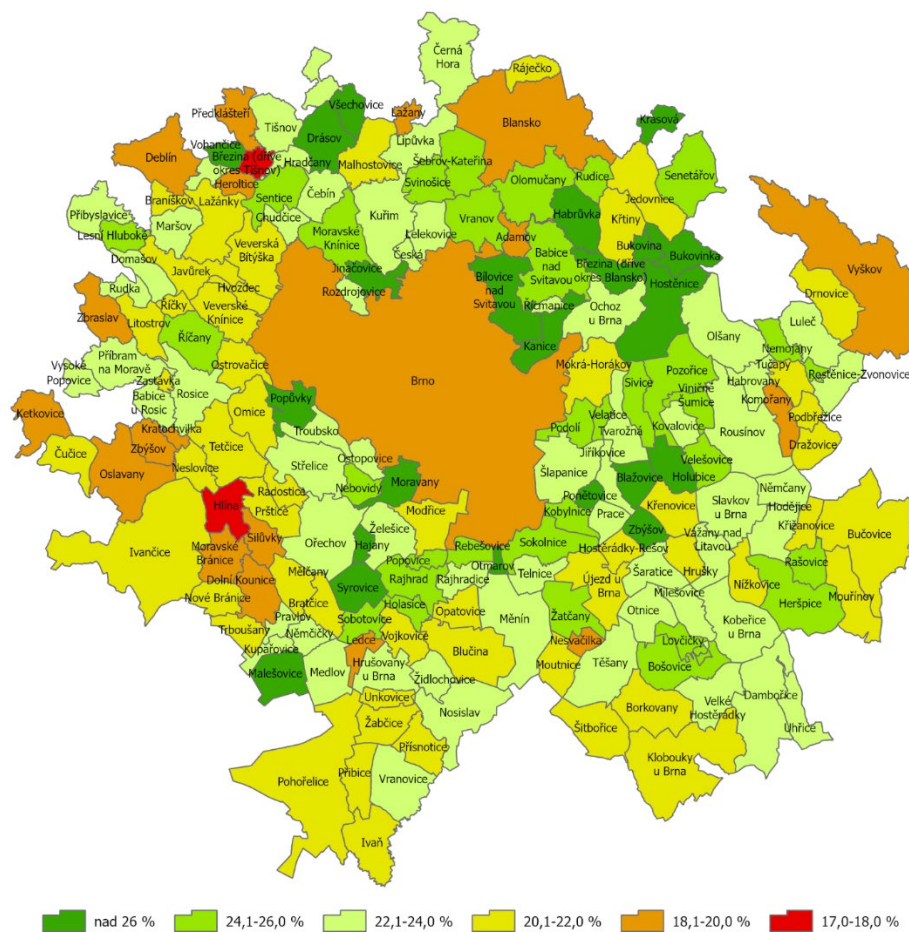 Černá
Hora
Ráječko
Předklášteří
Všechovice
Lažany
Tišnov
Blansko
Krasová
Vohančice
Drásov
Lipůvka
Deblín
Březina (dříve
okres Tišnov)
Hradčany
Malhostovice
Šebrov-Kateřina
Heroltice
Svinošice
Olomučany
Rudice
Senetářov
Braníškov
Lažánky
Sentice
Čebín
Jedovnice
Přibyslavice
Chudčice
Kuřim
Vranov
Habrůvka
Křtiny
Lesní Hluboké
Maršov
Moravské
Knínice
Lelekovice
Adamov
Veverská
Bítýška
Česká
Babice
nad
Svitavou
Bukovina
Bukovinka
Domašov
Javůrek
Jinačovice
Bílovice
nad
Svitavou
Březina (dříve
okres Blansko)
Vyškov
Rudka
Hvozdec
Rozdrojovice
Hostěnice
Zbraslav
Říčky
Veverské
Knínice
Řícmanice
Ochoz
u Brna
Drnovice
Litostrov
Říčany
Kanice
Olšany
Luleč
Vysoké
Popovice
Příbram
na Moravě
Ostrovačice
Nemojany
Zastávka
Brno
Mokrá-Horákov
Pozořice
Tučapy
Rostěnice-Zvonovice
Babice
u Rosic
Rosice
Sivice
Habrovany
Ketkovice
Popůvky
Viničné
Šumice
Komořany
Kratochvilka
Omice
Velatice
Podbřežice
Zbýšov
Tetčice
Troubsko
Podolí
Tvarožná
Kovalovice
Rousínov
Čučice
Neslovice
Ostopovice
Jiříkovice
Dražovice
Oslavany
Střelice
Šlapanice
Velešovice
Nebovidy
Moravany
Blažovice
Holubice
Němčany
Hlína
Radostice
Ponětovice
Prštice
Modřice
Kobylnice
Prace
Křenovice
Slavkov
u Brna
Hodějice
Ivančice
Silůvky
Ořechov
Želešice
Zbýšov
Křižanovice
Bučovice
Moravské
Bránice
Hajany
Rebešovice
Sokolnice
Hostěrádky-
Rešov
Vážany nad
Litavou
Rašovice
Popovice
Otmarov
Dolní Kounice
Mělčany
Rajhrad
Rajhradice
Telnice
Šaratice
Hrušky
Nížkovice
Mouřínov
Nové Bránice
Bratčice
Syrovice
Újezd u
Brna
Milešovice
Heršpice
Holasice
Pravlov
Sobotovice
Opatovice
Měnín
Žatčany
Otnice
Kobeřice
u Brna
Trboušany
Němčičky
Vojkovice
Kupařovice
Ledce
Blučina
Nesvačilka
Lovčičky
Malešovice
Medlov
Hrušovany
u Brna
Židlochovice
Moutnice
Těšany
Bošovice
Unkovice
Nosislav
Borkovany
Velké
Hostěrádky
Dambořice
Žabčice
Šitbořice
Uhřice
Přísnotice
Pohořelice
Přibice
Vranovice
Klobouky
u Brna
Ivaň
nad 26 %
24,1-26,0 %
22,1-24,0 %
20,1-22,0 %
18,1-20,0 %
17,0-18,0 %